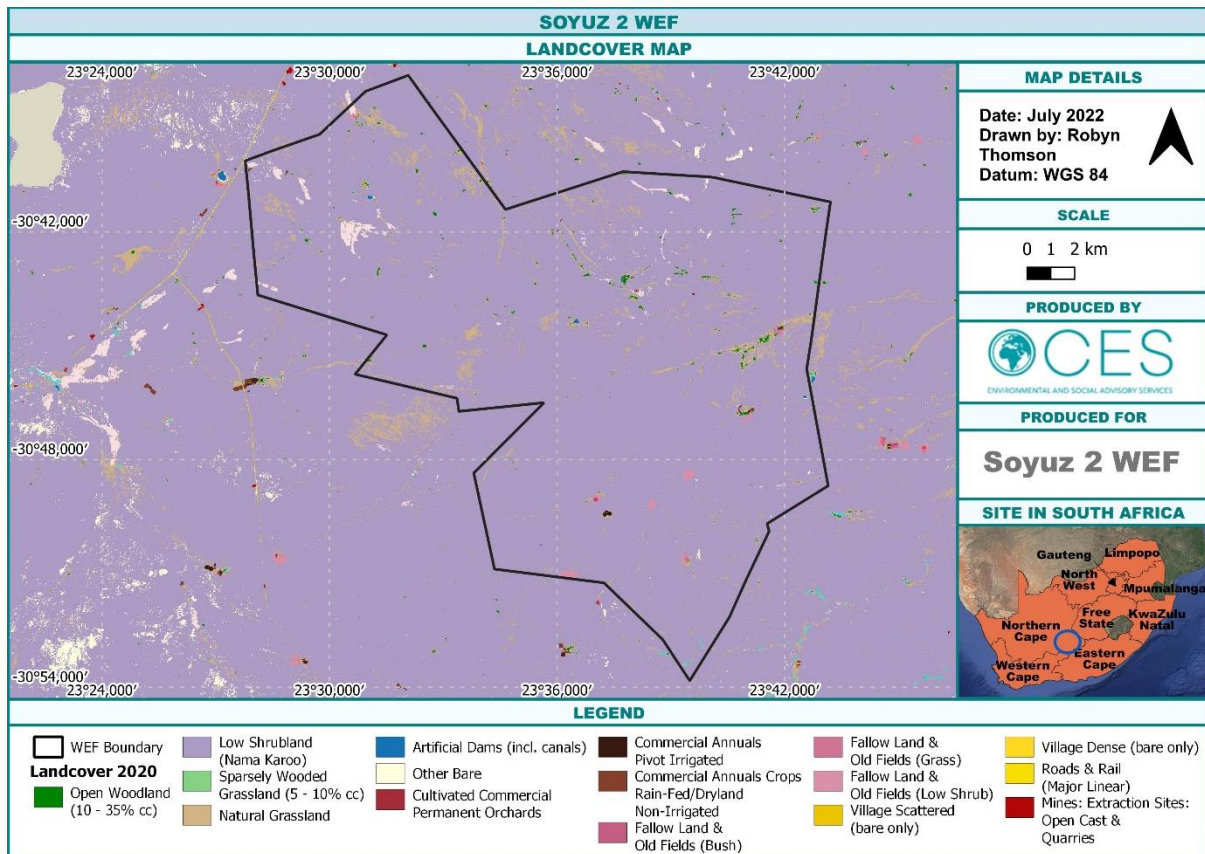 SOYUZ 2 WEF
LANDCOVER MAP
23°24,000' 23°30,000' 23°36,000' 23°42,000'
-30°42,000'
-30°48,000'
-30°54,000'
23°24,000' 23°30,000' 23°36,000' 23°42,000'
MAP DETAILS
Date: July 2022
Drawn by: Robyn
Thomson
Datum: WGS 84
SCALE
0 1 2 km
PRODUCED BY
CES
ENVIRONMENTAL AND SOCIAL ADVISORY SERVICES
PRODUCED FOR
Soyuz 2 WEF
SITE IN SOUTH AFRICA
Gauteng
Limpopo
North
West
Mpumalanga
Free
State
KwaZulu
Natal
Northern
Cape
Eastern
Cape
Western
Cape
LEGEND
WEF Boundary
Landcover 2020
Open Woodland
(10 - 35% cc)
Low Shrubland
(Nama Karoo)
Sparsely Wooded
Grassland (5 - 10% cc)
Natural Grassland
Artificial Dams (incl. canals)
Other Bare
Cultivated Commercial
Permanent Orchards
Commercial Annuals
Pivot Irrigated
Commercial Annuals Crops
Rain-Fed/Dryland
Non-Irrigated
Fallow Land &
Old Fields (Bush)
Fallow Land &
Old Fields (Grass)
Fallow Land &
Old Fields (Low Shrub)
Village Scattered
(bare only)
Village Dense (bare only)
Roads & Rail
(Major Linear)
Mines: Extraction Sites:
Open Cast &
Quarries